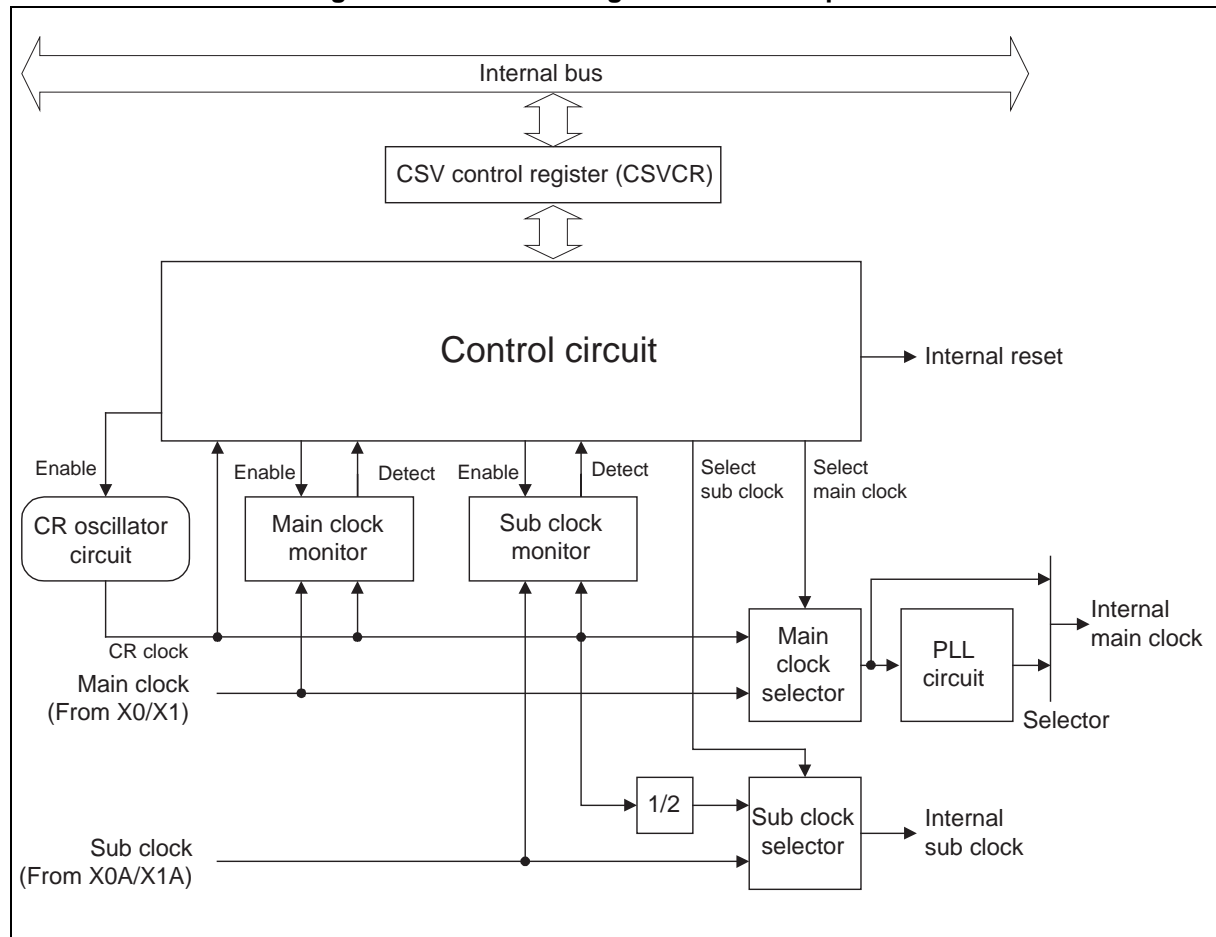 Internal bus
CSV control register (CSVCR)
Control circuit
Internal reset
Enable
Enable
Detect
Enable
Detect
Select
sub clock
Select
main clock
CR oscillator
circuit
Main clock
monitor
Sub clock
monitor
CR clock
Main clock
(From X0/X1)
Main
clock
selector
PLL
circuit
Internal
main clock
Selector
1/2
Sub clock
selector
Internal
sub clock
Sub clock
(From X0A/X1A)